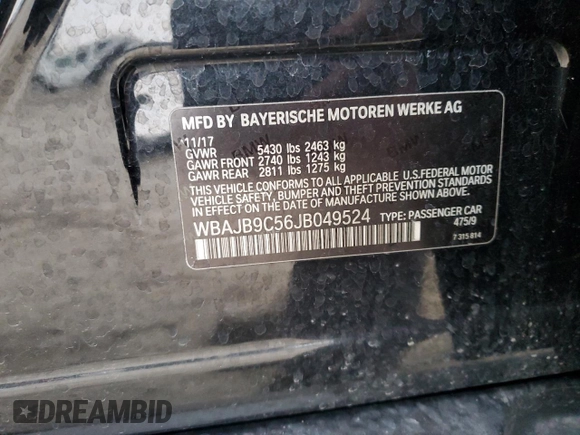 MFD BY BAYERISCHE MOTOREN WERKE AG
11/17
GVWR 5430 lbs 2463 kg
GAWR FRONT 2740 lbs 1243 kg
GAWR REAR 2811 lbs 1275 kg
THIS VEHICLE CONFORMS TO ALL APPLICABLE U.S.FEDERAL MOTOR
VEHICLE SAFETY, BUMPER, AND THEFT PREVENTION STANDARDS
IN EFFECT ON THE DATE OF MANUFACTURE SHOWN ABOVE.
WBAJB9C56JB049524 TYPE: PASSENGER CAR
475/9
7 315 814
DREAMBID